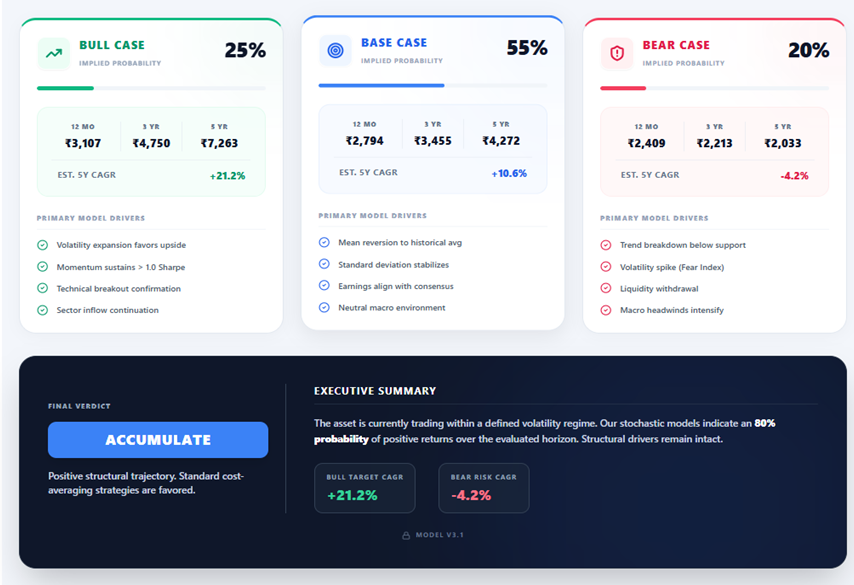 BULL CASE
IMPLIED PROBABILITY
25%
12 MO 3 YR 5 YR
₹3,107 ₹4,750 ₹7,263
EST. 5Y CAGR +21.2%
PRIMARY MODEL DRIVERS
Volatility expansion favors upside
Momentum sustains > 1.0 Sharpe
Technical breakout confirmation
Sector inflow continuation
BASE CASE
IMPLIED PROBABILITY
55%
12 MO 3 YR 5 YR
₹2,794 ₹3,455 ₹4,272
EST. 5Y CAGR +10.6%
PRIMARY MODEL DRIVERS
Mean reversion to historical avg
Standard deviation stabilizes
Earnings align with consensus
Neutral macro environment
BEAR CASE
IMPLIED PROBABILITY
20%
12 MO 3 YR 5 YR
₹2,409 ₹2,213 ₹2,033
EST. 5Y CAGR -4.2%
PRIMARY MODEL DRIVERS
Trend breakdown below support
Volatility spike (Fear Index)
Liquidity withdrawal
Macro headwinds intensify
FINAL VERDICT
ACCUMULATE
Positive structural trajectory. Standard cost-
averaging strategies are favored.
EXECUTIVE SUMMARY
The asset is currently trading within a defined volatility regime. Our stochastic models indicate an 80%
probability of positive returns over the evaluated horizon. Structural drivers remain intact.
BULL TARGET CAGR
+21.2%
BEAR RISK CAGR
-4.2%
MODEL V3.1